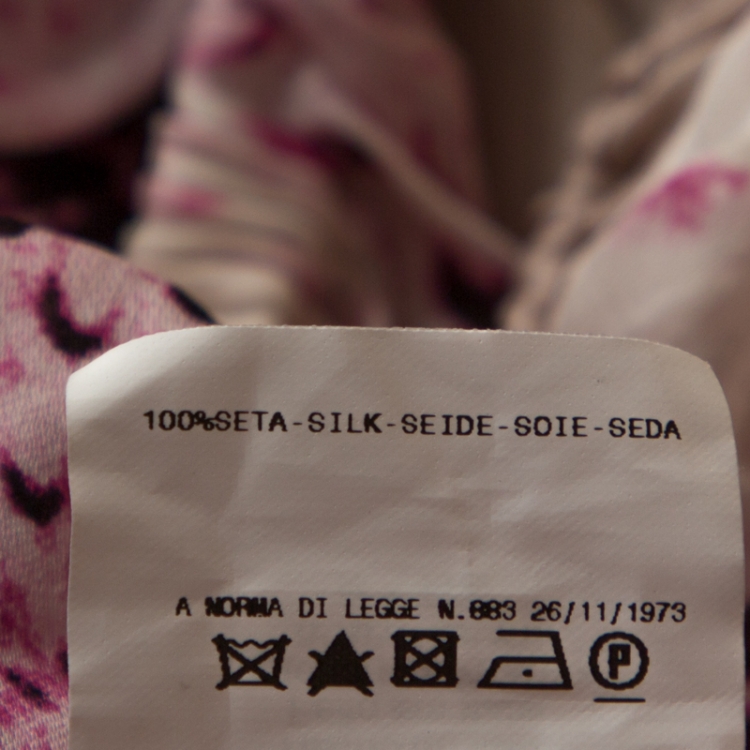 100%SETA-SILK-SEIDE-SOIE-SEDA
A NORMA DI LEGGE N.883 26/11/1973
P